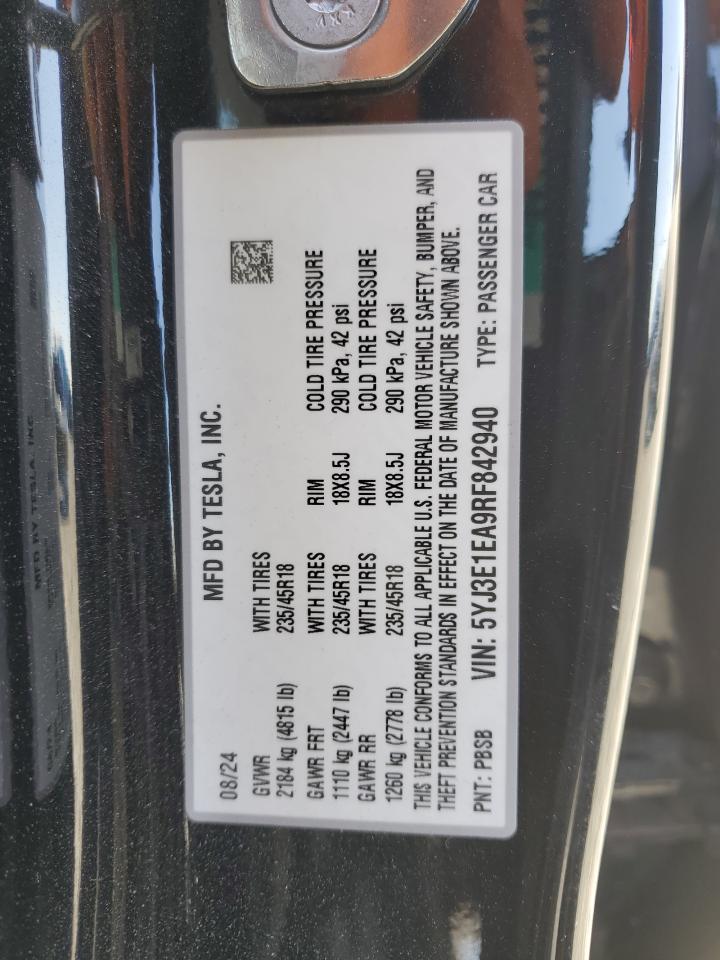 MFD BY TESLA, INC.
08/24
GVWR WITH TIRES
2184 kg (4815 lb) 235/45R18
GAWR FRT WITH TIRES RIM COLD TIRE PRESSURE
1110 kg (2447 lb) 235/45R18 18X8.5J 290 kPa, 42 psi
GAWR RR WITH TIRES RIM COLD TIRE PRESSURE
1260 kg (2778 lb) 235/45R18 18X8.5J 290 kPa, 42 psi
THIS VEHICLE CONFORMS TO ALL APPLICABLE U.S. FEDERAL MOTOR VEHICLE SAFETY, BUMPER, AND
THEFT PREVENTION STANDARDS IN EFFECT ON THE DATE OF MANUFACTURE SHOWN ABOVE.
PNT: PBSB VIN: 5YJ3E1EA9RF842940 TYPE: PASSENGER CAR